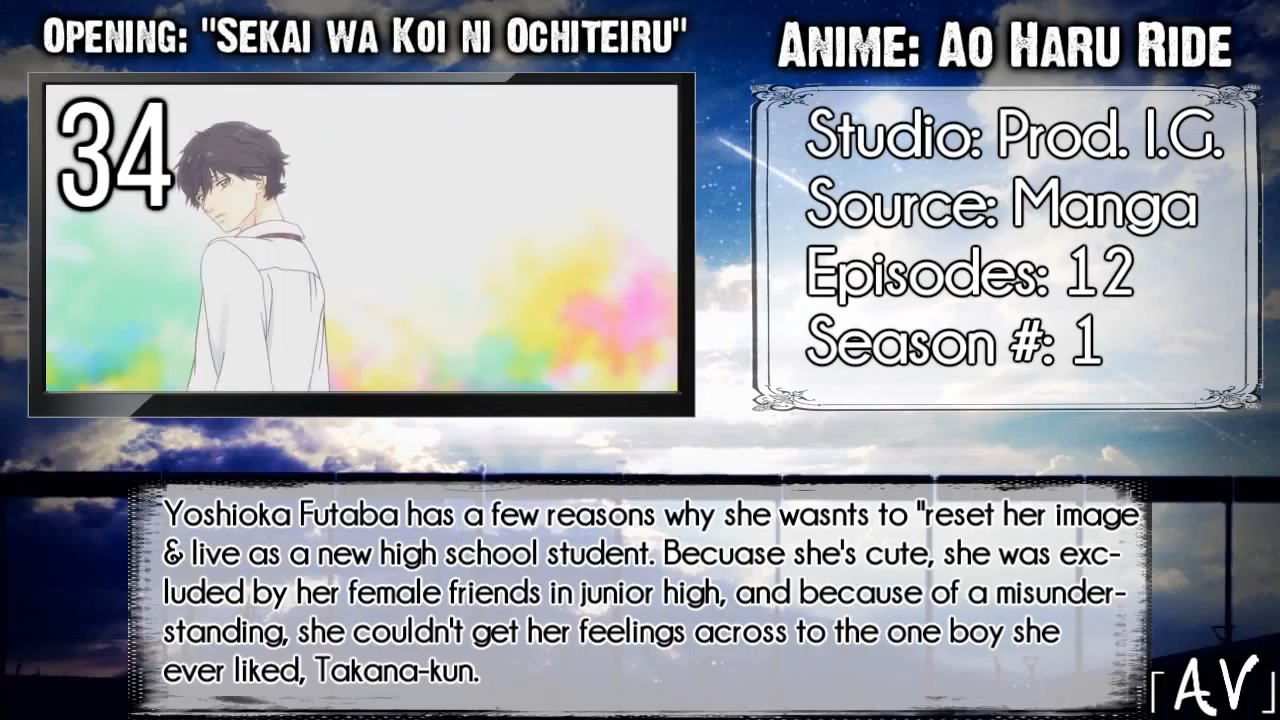 Opening: "Sekai wa Koi ni Ochiteiru"
Anime: Ao Haru Ride
34
Studio: Prod. I.G.
Source: Manga
Episodes: 12
Season #: 1
Yoshioka Futaba has a few reasons why she wasnts to "reset her image
& live as a new high school student. Becuase she's cute, she was exc-
luded by her female friends in junior high, and because of a misunder-
standing, she couldn't get her feelings across to the one boy she
ever liked, Takana-kun.
「AV」